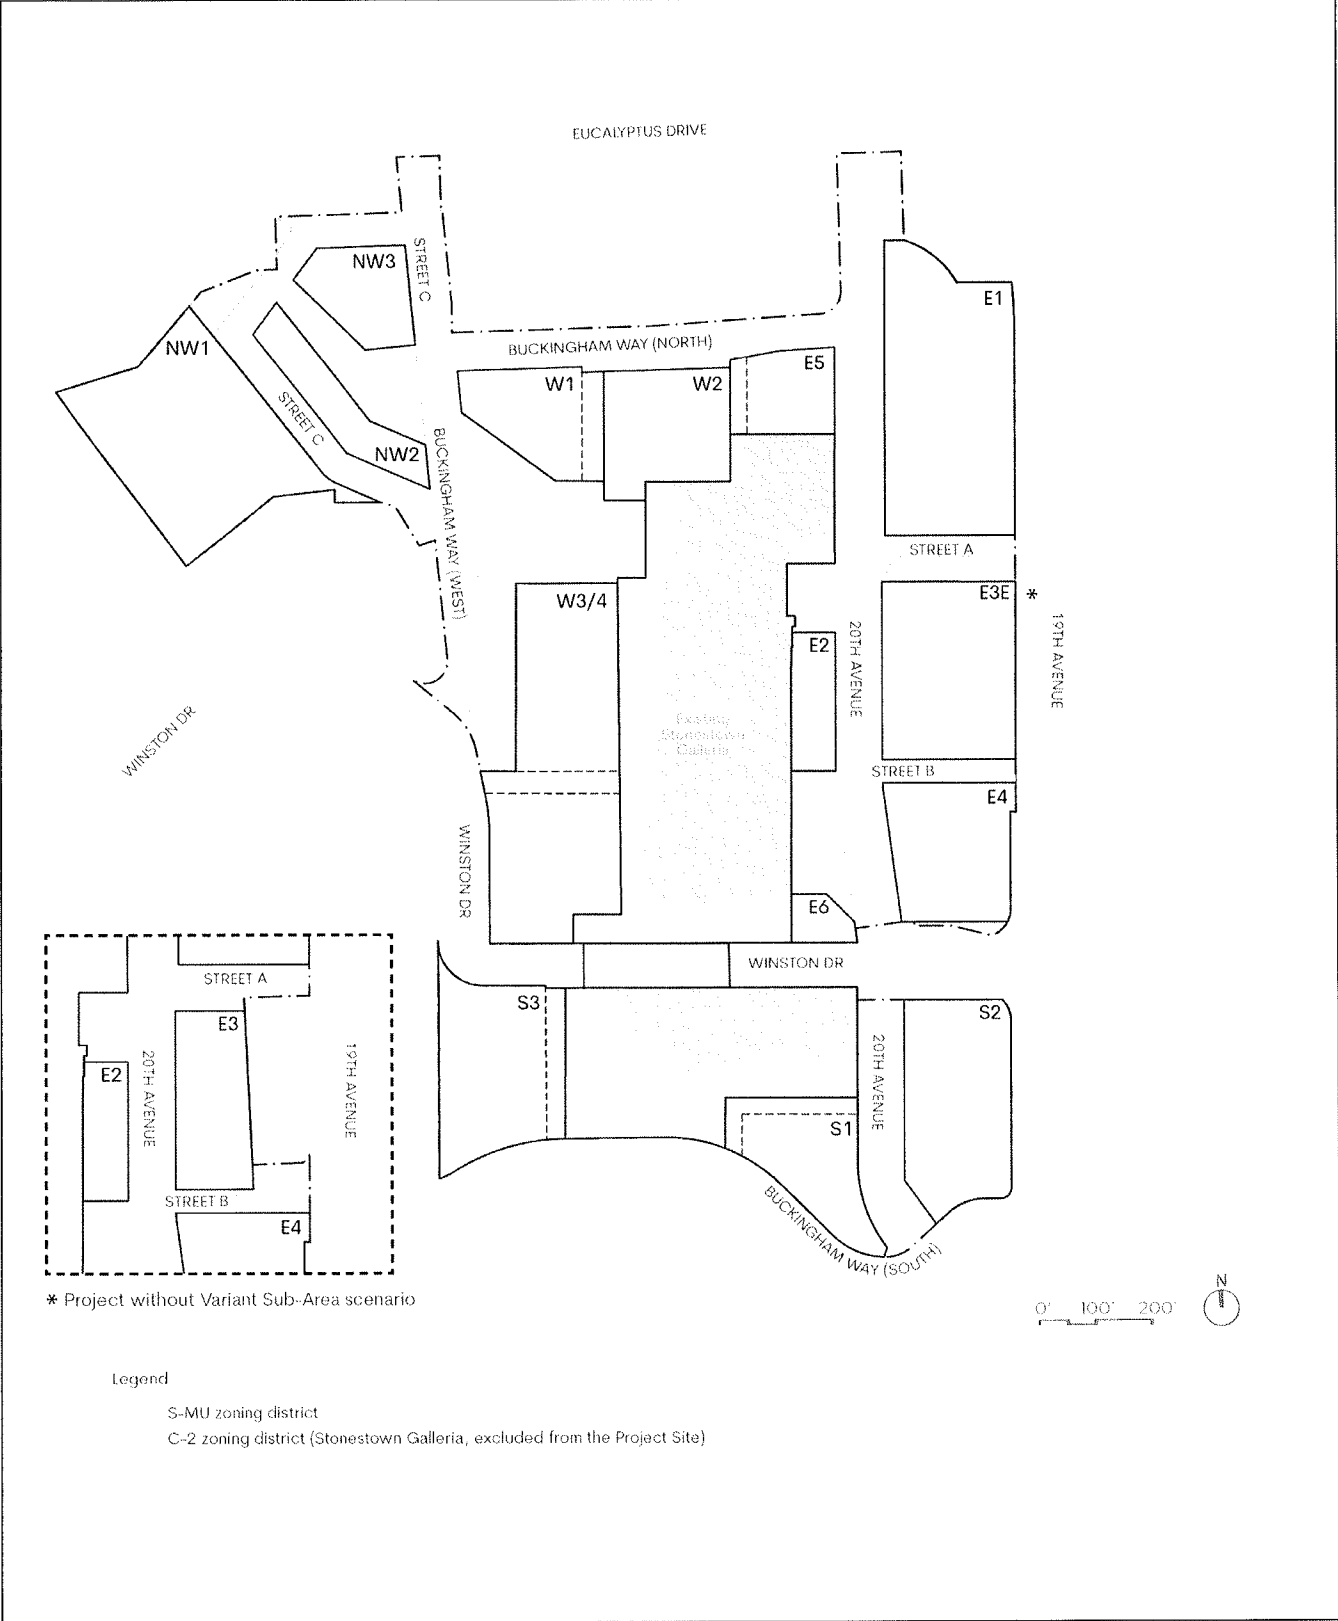 EUCALYPTUS DRIVE
NW3
STREET C
E1
NW1
BUCKINGHAM WAY (NORTH)
E5
W1
W2
STREET C
NW2
BUCKINGHAM WAY (WEST)
STREET A
W3/4
E3E *
E2
20TH AVENUE
19TH AVENUE
WINSTON DR
Existing
Stonestown
Galleria
STREET B
E4
WINSTON DR
E6
WINSTON DR
S3
S2
20TH AVENUE
S1
BUCKINGHAM WAY (SOUTH)
STREET A
E3
E2
20TH AVENUE
19TH AVENUE
STREET B
E4
* Project without Variant Sub-Area scenario
0' 100' 200'
N
Legend
S-MU zoning district
C-2 zoning district (Stonestown Galleria, excluded from the Project Site)